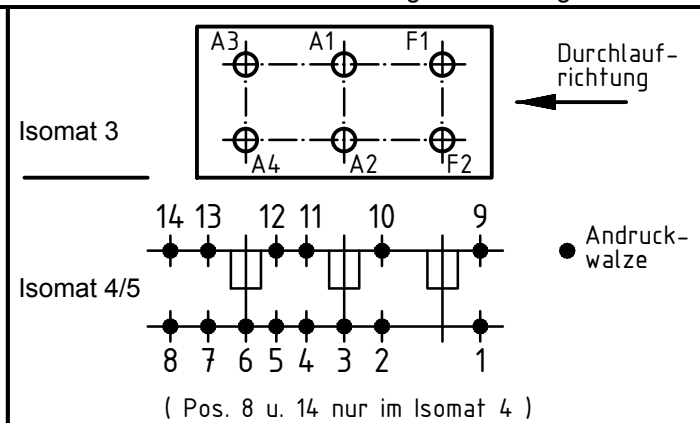 A3 A1 F1
Durchlauf-
richtung
Isomat 3
A4 A2 F2
14 13 12 11 10 9
Andruck-
walze
Isomat 4/5
8 7 6 5 4 3 2 1
( Pos. 8 u. 14 nur im Isomat 4 )